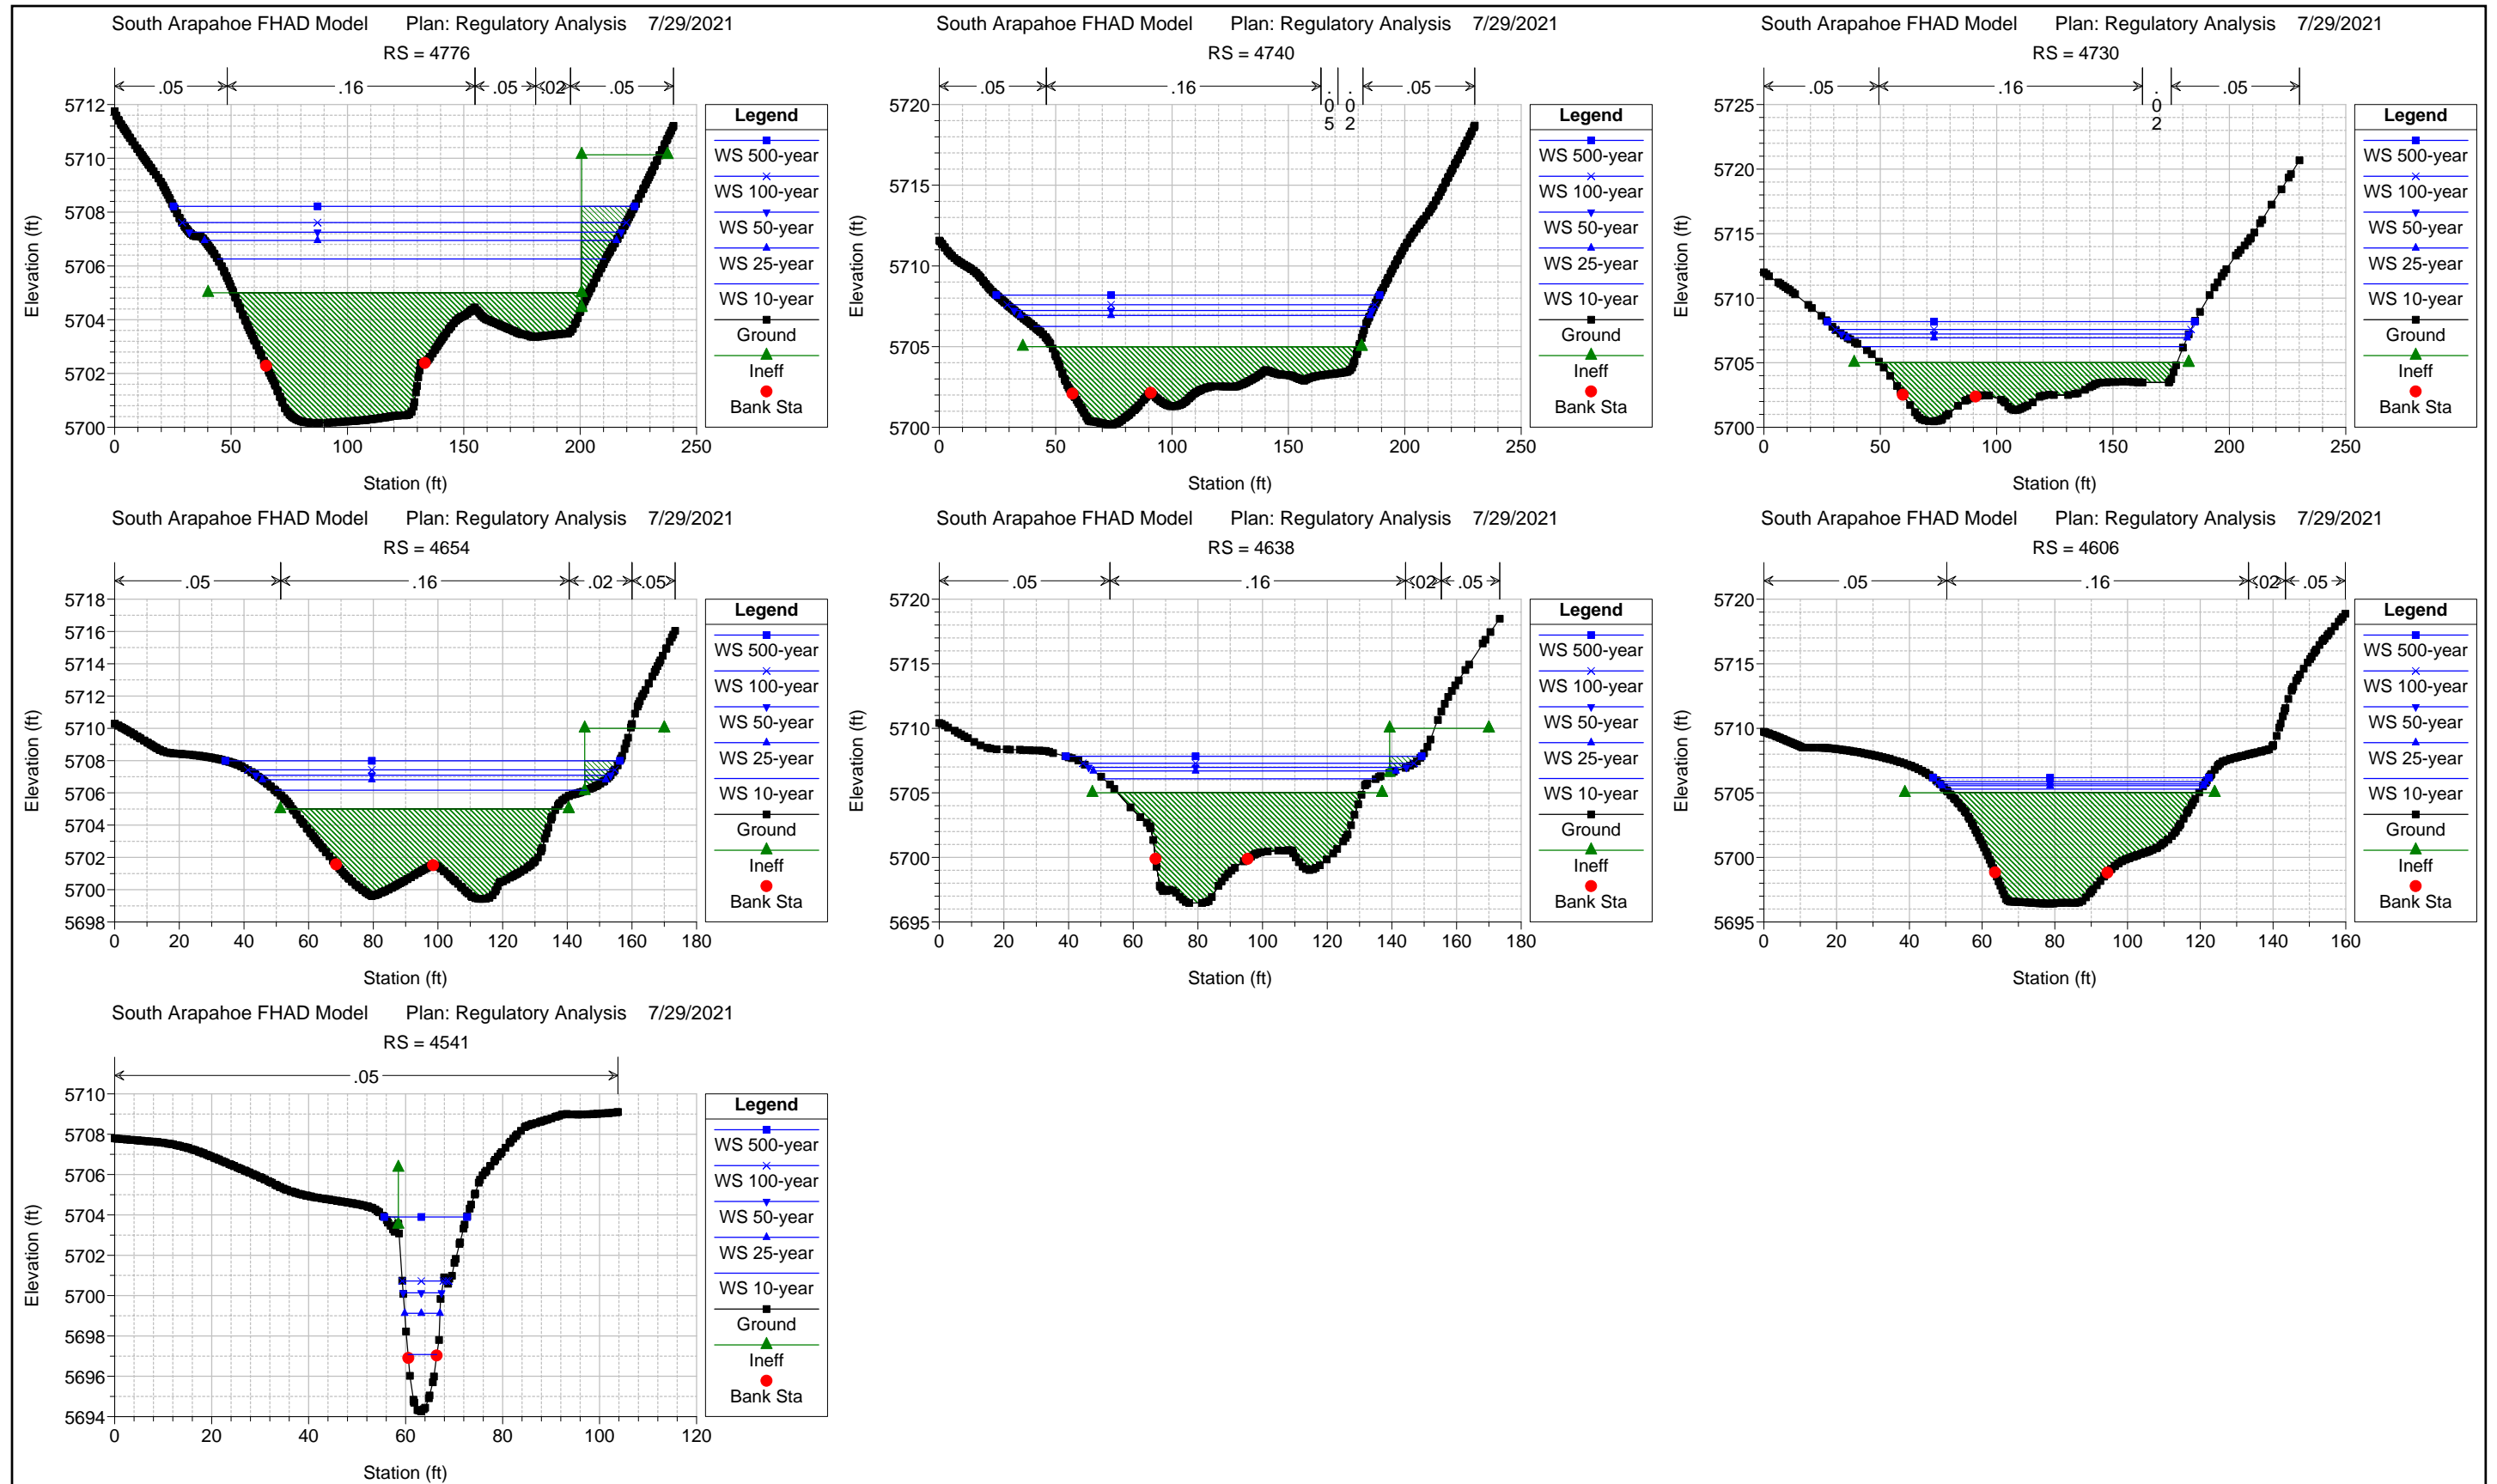 South Arapahoe FHAD Model Plan: Regulatory Analysis 7/29/2021
RS = 4776
.05 .16 .05 .02 .05
Elevation (ft)
5712
5710
5708
5706
5704
5702
5700
0 50 100 150 200 250
Station (ft)
Legend
WS 500-year
WS 100-year
WS 50-year
WS 25-year
WS 10-year
Ground
Ineff
Bank Sta
South Arapahoe FHAD Model Plan: Regulatory Analysis 7/29/2021
RS = 4740
.05 .16 .05 .02 .05
Elevation (ft)
5720
5715
5710
5705
5700
0 50 100 150 200 250
Station (ft)
Legend
WS 500-year
WS 100-year
WS 50-year
WS 25-year
WS 10-year
Ground
Ineff
Bank Sta
South Arapahoe FHAD Model Plan: Regulatory Analysis 7/29/2021
RS = 4730
.05 .16 .02 .05
Elevation (ft)
5725
5720
5715
5710
5705
5700
0 50 100 150 200 250
Station (ft)
Legend
WS 500-year
WS 100-year
WS 50-year
WS 25-year
WS 10-year
Ground
Ineff
Bank Sta
South Arapahoe FHAD Model Plan: Regulatory Analysis 7/29/2021
RS = 4654
.05 .16 .02 .05
Elevation (ft)
5718
5716
5714
5712
5710
5708
5706
5704
5702
5700
5698
0 20 40 60 80 100 120 140 160 180
Station (ft)
Legend
WS 500-year
WS 100-year
WS 50-year
WS 25-year
WS 10-year
Ground
Ineff
Bank Sta
South Arapahoe FHAD Model Plan: Regulatory Analysis 7/29/2021
RS = 4638
.05 .16 .02 .05
Elevation (ft)
5720
5715
5710
5705
5700
5695
0 20 40 60 80 100 120 140 160 180
Station (ft)
Legend
WS 500-year
WS 100-year
WS 50-year
WS 25-year
WS 10-year
Ground
Ineff
Bank Sta
South Arapahoe FHAD Model Plan: Regulatory Analysis 7/29/2021
RS = 4606
.05 .16 .02 .05
Elevation (ft)
5720
5715
5710
5705
5700
5695
0 20 40 60 80 100 120 140 160
Station (ft)
Legend
WS 500-year
WS 100-year
WS 50-year
WS 25-year
WS 10-year
Ground
Ineff
Bank Sta
South Arapahoe FHAD Model Plan: Regulatory Analysis 7/29/2021
RS = 4541
.05
Elevation (ft)
5710
5708
5706
5704
5702
5700
5698
5696
5694
0 20 40 60 80 100 120
Station (ft)
Legend
WS 500-year
WS 100-year
WS 50-year
WS 25-year
WS 10-year
Ground
Ineff
Bank Sta